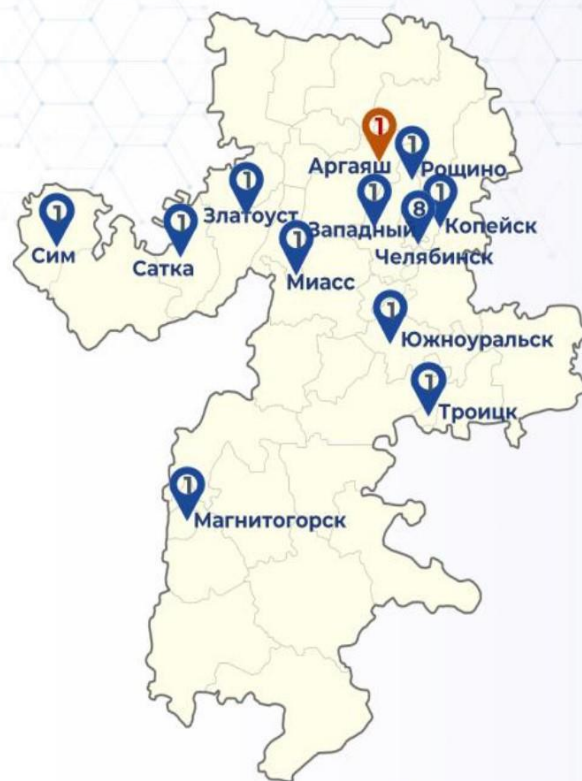 1
Аргаяш
1
Рощино
1
Златоуст
1
Западный
8
Челябинск
1
Копейск
1
Сим
1
Сатка
1
Миасс
1
Южноуральск
1
Троицк
1
Магнитогорск